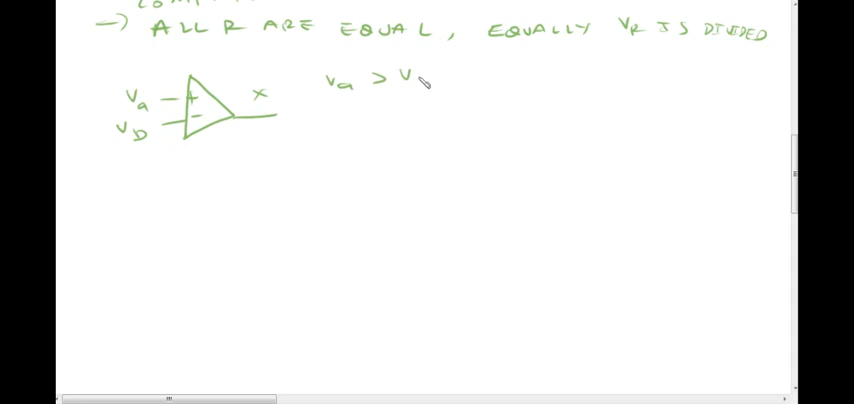 → ALL R ARE EQUAL, EQUALLY VR IS DIVIDED
Va + x Va > V
VD -